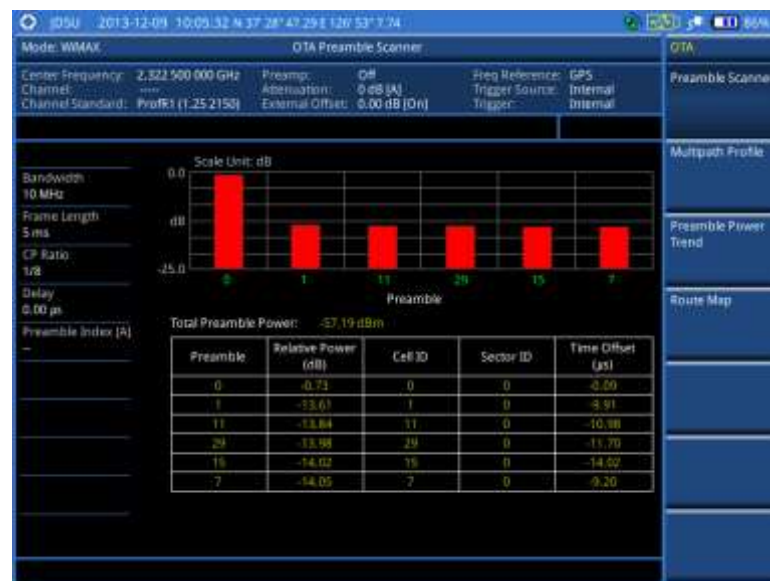 JDSU 2013-12-09 10:05:32 N 37° 28' 47.29 E 126° 53' 7.74 86%
Mode: WiMAX OTA Preamble Scanner OTA
Center Frequency: 2.322 500 000 GHz Preamp: Off Freq Reference: GPS
Channel: ----- Attenuation: 0 dB [A] Trigger Source: Internal
Channel Standard: ProfR1 (1.25 2150) External Offset: 0.00 dB [On] Trigger: Internal
Preamble Scanne
Multipath Profile
Preamble Power
Trend
Route Map
Bandwidth
10 MHz
Frame Length
5 ms
CP Ratio
1/8
Delay
0.00 µs
Preamble Index [A]
--
Scale Unit: dB
0.0
dB
-25.0
0 1 11 29 15 7
Preamble
Total Preamble Power: -57.19 dBm
Preamble Relative Power (dB) Cell ID Sector ID Time Offset (µs)
0 -0.73 0 0 -0.09
1 -13.61 1 0 -9.91
11 -13.84 11 0 -10.98
29 -13.98 29 0 -11.70
15 -14.02 15 0 -14.02
7 -14.05 7 0 -9.20